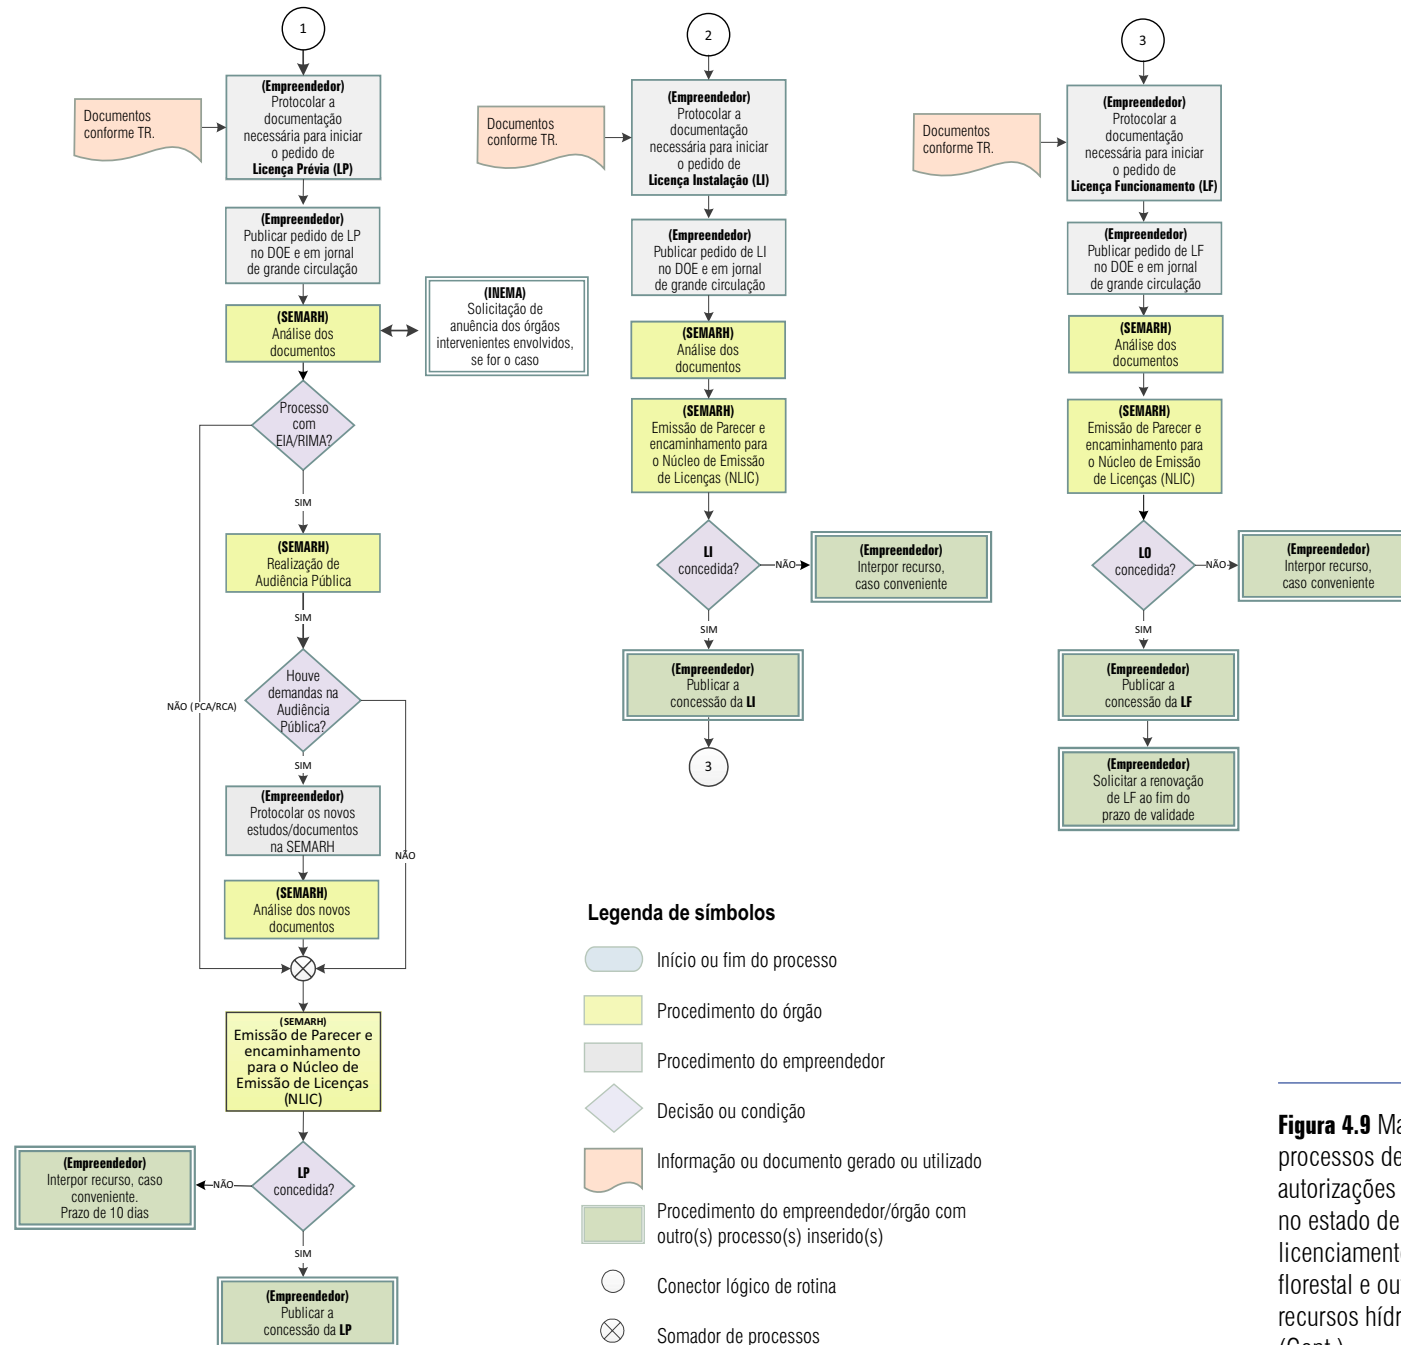 1
Documentos
conforme TR.
(Empreendedor)
Protocolar a
documentação
necessária para iniciar
o pedido de
Licença Prévia (LP)
(Empreendedor)
Publicar pedido de LP
no DOE e em jornal
de grande circulação
(SEMARH)
Análise dos
documentos
(INEMA)
Solicitação de
anuência dos órgãos
intervenientes envolvidos,
se for o caso
Processo
com
EIA/RIMA?
SIM
(SEMARH)
Realização de
Audiência Pública
SIM
Houve
demandas na
Audiência
Pública?
NÃO (PCA/RCA)
SIM
(Empreendedor)
Protocolar os novos
estudos/documentos
na SEMARH
NÃO
(SEMARH)
Análise dos novos
documentos
(SEMARH)
Emissão de Parecer e
encaminhamento
para o Núcleo de
Emissão de Licenças
(NLIC)
LP
concedida?
NÃO
(Empreendedor)
Interpor recurso, caso
conveniente.
Prazo de 10 dias
SIM
(Empreendedor)
Publicar a
concessão da LP
2
Documentos
conforme TR.
(Empreendedor)
Protocolar a
documentação
necessária para iniciar
o pedido de
Licença Instalação (LI)
(Empreendedor)
Publicar pedido de LI
no DOE e em jornal
de grande circulação
(SEMARH)
Análise dos
documentos
(SEMARH)
Emissão de Parecer e
encaminhamento para
o Núcleo de Emissão
de Licenças (NLIC)
LI
concedida?
NÃO
(Empreendedor)
Interpor recurso,
caso conveniente
SIM
(Empreendedor)
Publicar a
concessão da LI
3
3
Documentos
conforme TR.
(Empreendedor)
Protocolar a
documentação
necessária para iniciar
o pedido de
Licença Funcionamento (LF)
(Empreendedor)
Publicar pedido de LF
no DOE e em jornal
de grande circulação
(SEMARH)
Análise dos
documentos
(SEMARH)
Emissão de Parecer e
encaminhamento para
o Núcleo de Emissão
de Licenças (NLIC)
LO
concedida?
NÃO
(Empreendedor)
Interpor recurso,
caso conveniente
SIM
(Empreendedor)
Publicar a
concessão da LF
(Empreendedor)
Solicitar a renovação
de LF ao fim do
prazo de validade
Legenda de símbolos
Início ou fim do processo
Procedimento do órgão
Procedimento do empreendedor
Decisão ou condição
Informação ou documento gerado ou utilizado
Procedimento do empreendedor/órgão com
outro(s) processo(s) inserido(s)
Conector lógico de rotina
Somador de processos
Figura 4.9 Ma
processos de
autorizações
no estado de
licenciament
florestal e ou
recursos hídr